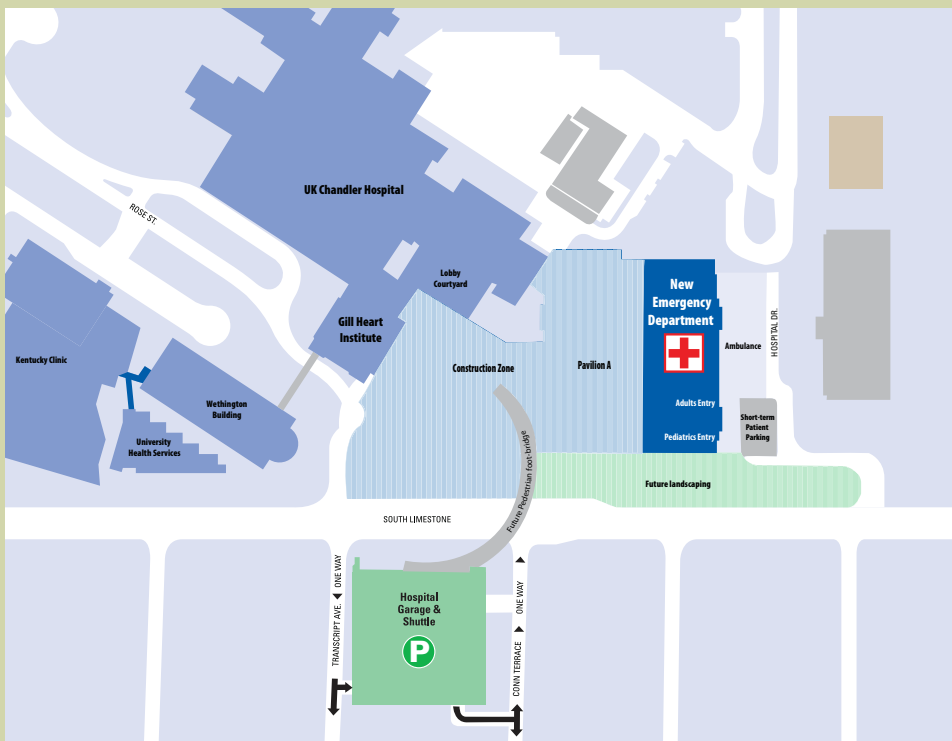 UK Chandler Hospital
ROSE ST.
Lobby
Courtyard
New
Emergency
Department
Gill Heart
Institute
Kentucky Clinic
Construction Zone
Pavilion A
Ambulance
HOSPITAL DR.
Wethington
Building
University
Health Services
Adults Entry
Pediatrics Entry
Short-term
Patient
Parking
Future Pedestrian foot-bridge
Future landscaping
SOUTH LIMESTONE
TRANSCRIPT AVE.
ONE WAY
Hospital
Garage &
Shuttle
P
CONN TERRACE
ONE WAY